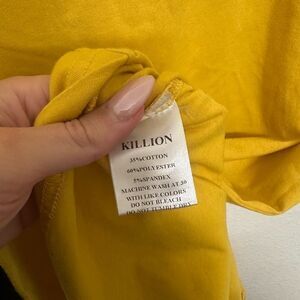 KILLION
35%COTTON
60%POLYESTER
5%SPANDEX
MACHINE WASH AT 30
WITH LIKE COLORS
DO NOT BLEACH
DO NOT TUMBLE DRY